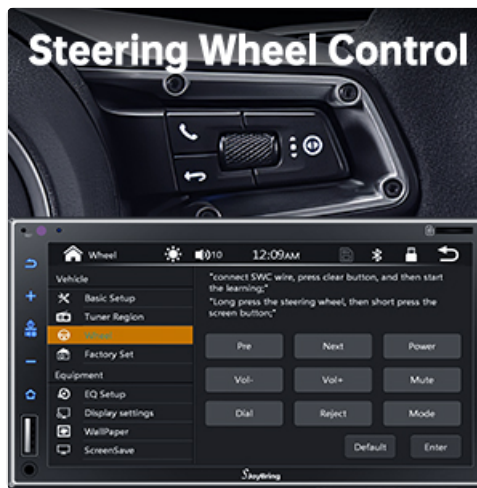 Steering Wheel Control
Wheel 10 12:09AM
Vehicle
"connect SWC wire, press clear button, and then start
the learning;"
"Long press the steering wheel, then short press the
screen button;"
Basic Setup
Tuner Region
Wheel
Factory Set
Equipment
EQ Setup
Display settings
WallPaper
ScreenSave
Pre Next Power
Vol- Vol+ Mute
Dial Reject Mode
Default Enter